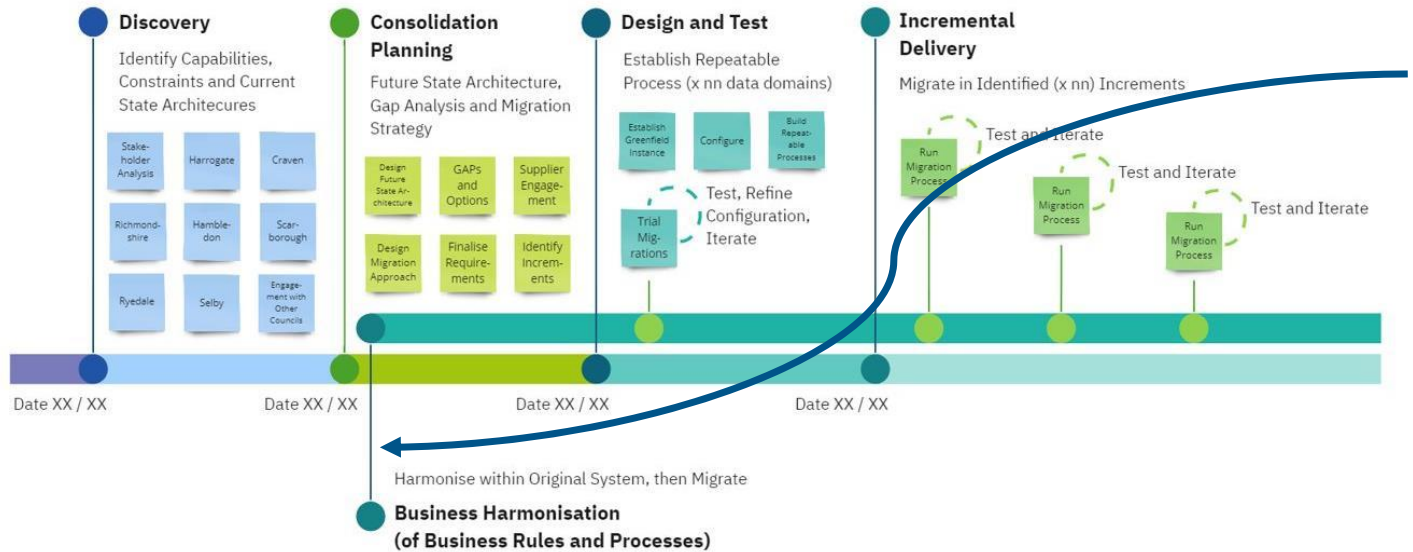 Discovery
Identify Capabilities,
Constraints and Current
State Architecures
Stake-
holder
Analysis
Harrogate
Craven
Richmond-
shire
Hamble-
don
Scar-
borough
Ryedale
Selby
Engage-
ment with
Other
Councils
Consolidation
Planning
Future State Architecture,
Gap Analysis and Migration
Strategy
Design
Future
State Ar-
chitecture
GAPs
and
Options
Supplier
Engage-
ment
Design
Migration
Approach
Finalise
Require-
ments
Identify
Increm-
ents
Design and Test
Establish Repeatable
Process (x nn data domains)
Establish
Greenfield
Instance
Configure
Build
Repeat-
able
Processes
Trial
Mig-
rations
Test, Refine
Configuration,
Iterate
Incremental
Delivery
Migrate in Identified (x nn) Increments
Run
Migration
Process
Test and Iterate
Run
Migration
Process
Test and Iterate
Run
Migration
Process
Test and Iterate
Date XX / XX
Date XX / XX
Date XX / XX
Date XX / XX
Harmonise within Original System, then Migrate
Business Harmonisation
(of Business Rules and Processes)